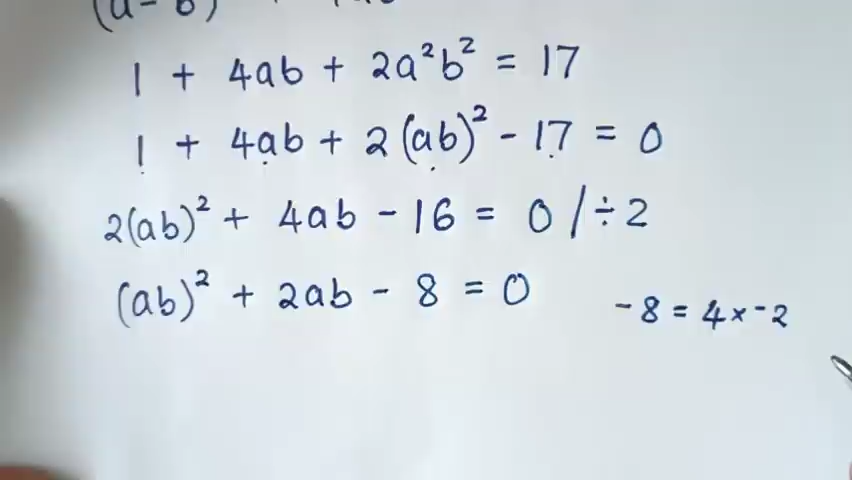 1 + 4ab + 2a²b² = 17
1 + 4ab + 2(ab)² - 17 = 0
2(ab)² + 4ab - 16 = 0 / ÷ 2
(ab)² + 2ab - 8 = 0
-8 = 4 × -2